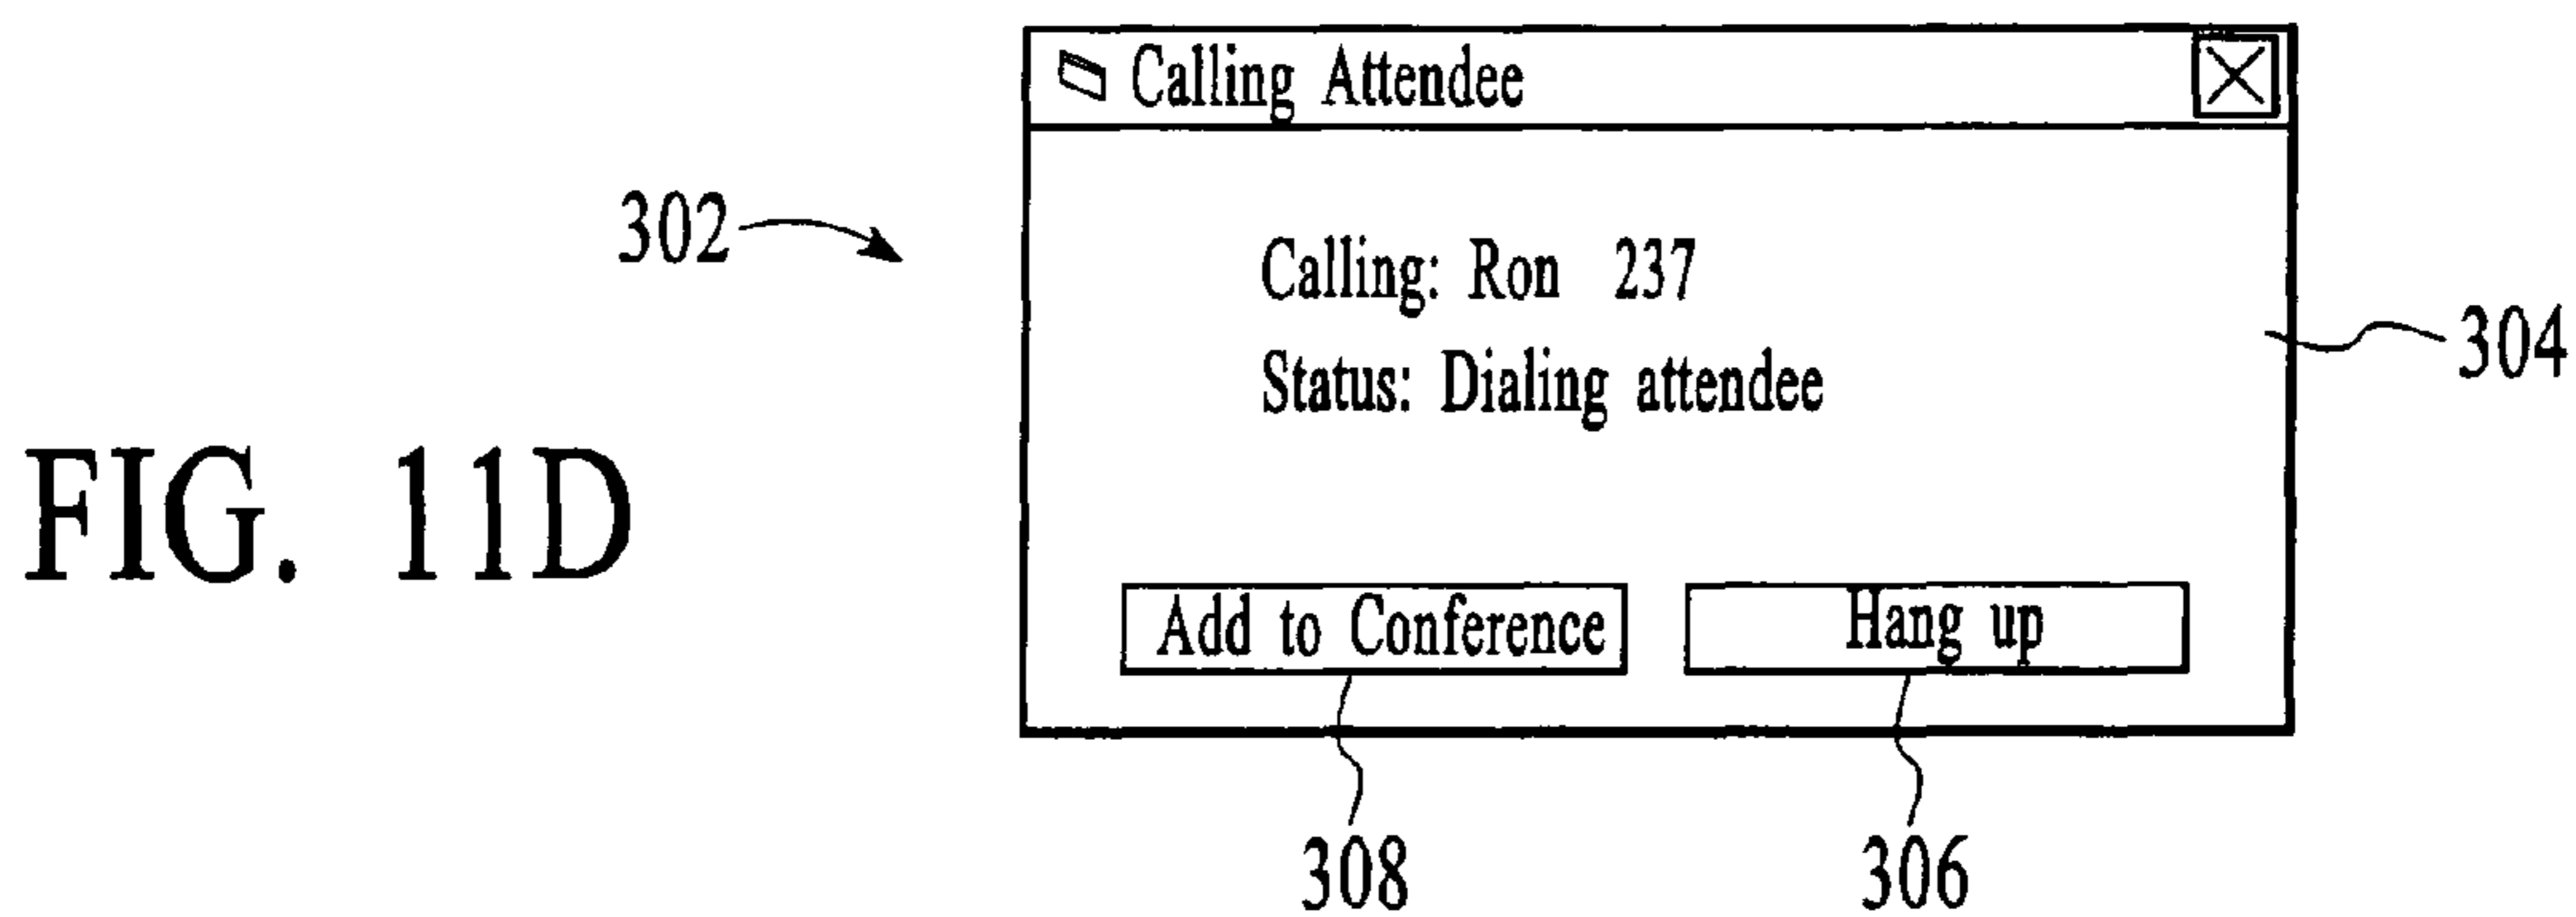 Calling Attendee
302
Calling: Ron 237
304
Status: Dialing attendee
FIG. 11D
Add to Conference
Hang up
308
306